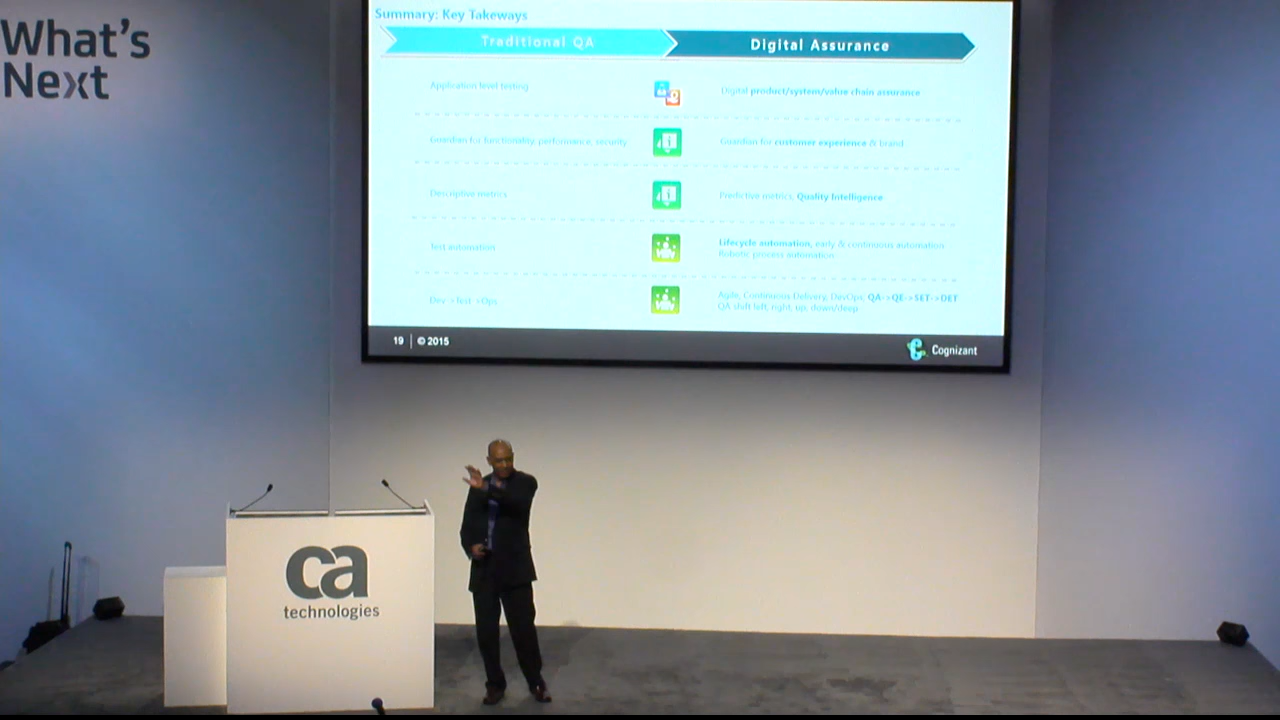 What's
Next
Summary: Key Takeways
Traditional QA
Digital Assurance
Application level testing
Digital product/system/value chain assurance
Guardian for functionality, performance, security
Guardian for customer experience & brand
Descriptive metrics
Predictive metrics, Quality Intelligence
Test automation
Lifecycle automation, early & continuous automation
Robotic process automation
Dev->Test->Ops
Agile, Continuous Delivery, DevOps, QA->QE->SET->DET
QA shift left, right, up, down/deep
19 | © 2015
Cognizant
ca
technologies